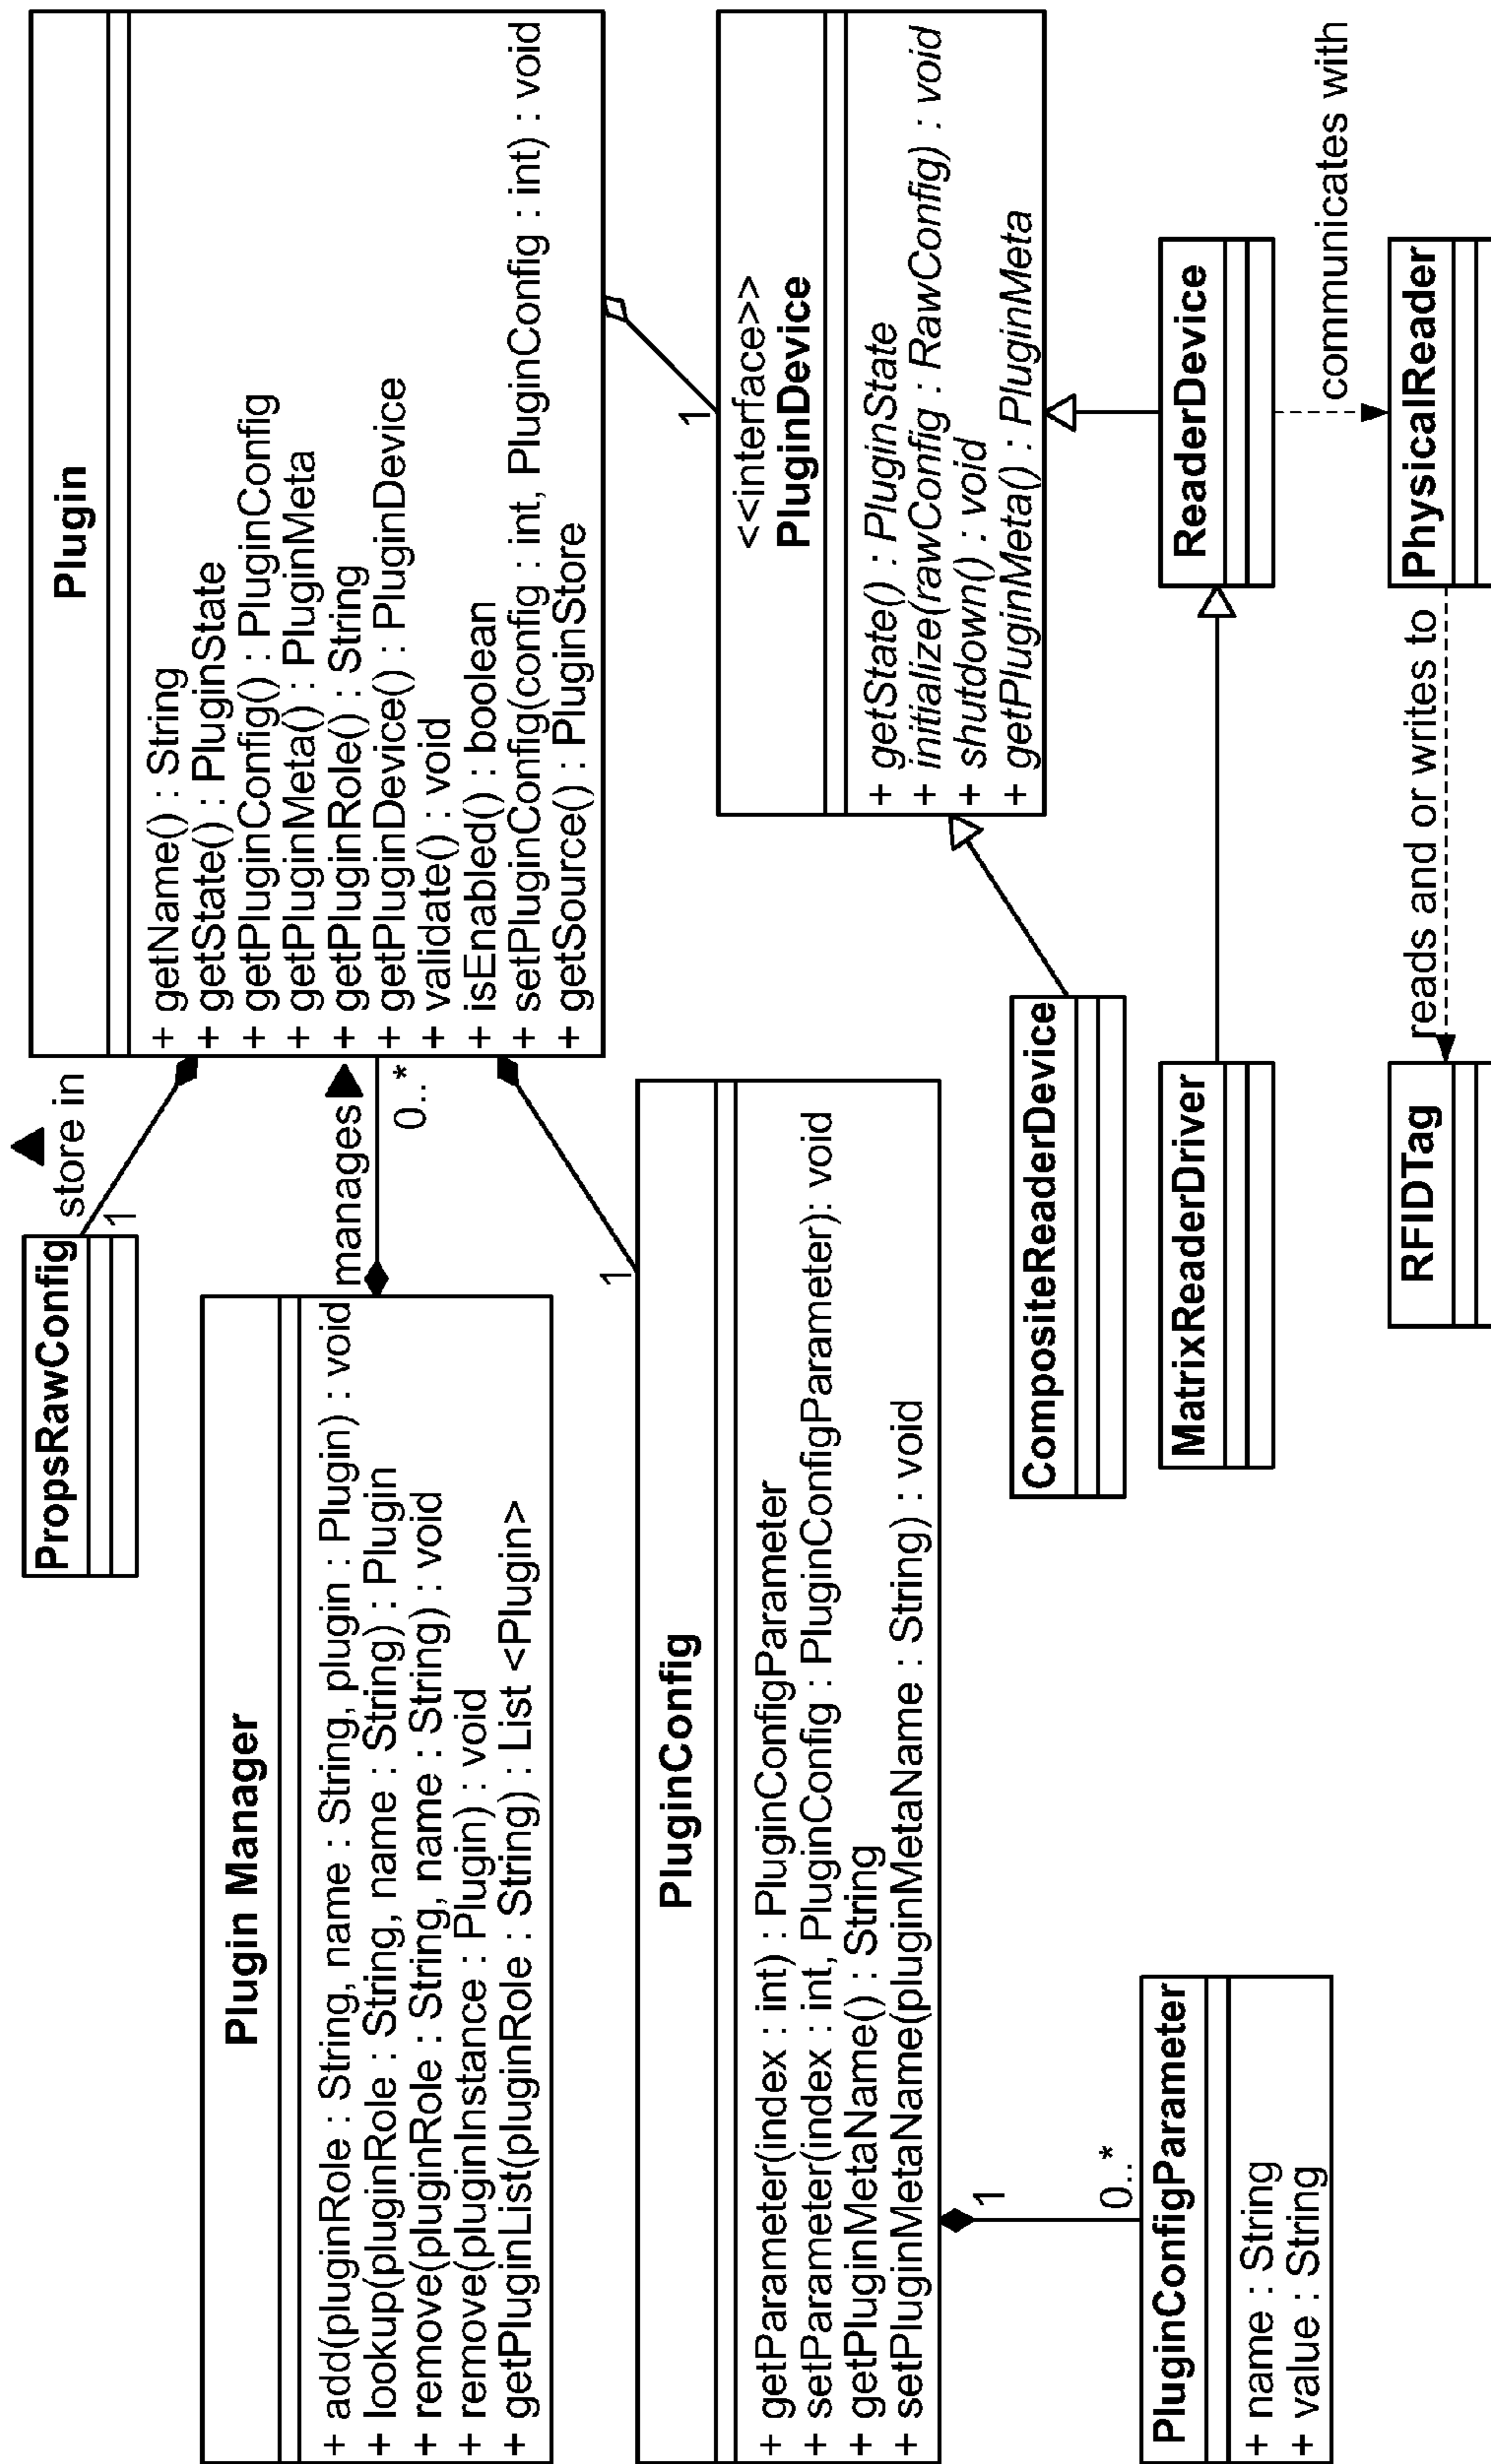 PropsRawConfig
1
store in
Plugin
+ getName() : String
+ getState() : PluginState
+ getPluginConfig() : PluginConfig
+ getPluginMeta() : PluginMeta
+ getPluginRole() : String
+ getPluginDevice() : PluginDevice
+ validate() : void
+ isEnabled() : boolean
+ setPluginConfig(config : int, PluginConfig : int) : void
+ getSource() : PluginStore
Plugin Manager
+ add(pluginRole : String, name : String, plugin : Plugin) : void
+ lookup(pluginRole : String, name : String) : Plugin
+ remove(pluginRole : String, name : String) : void
+ remove(pluginInstance : Plugin) : void
+ getPluginList(pluginRole : String) : List <Plugin>
manages
0..*
1
PluginConfig
+ getParameter(index : int) : PluginConfigParameter
+ setParameter(index : int, PluginConfig : PluginConfigParameter): void
+ getPluginMetaName() : String
+ setPluginMetaName(pluginMetaName : String) : void
1
<<interface>>
PluginDevice
+ getState() : PluginState
+ initialize(rawConfig : RawConfig) : void
+ shutdown() : void
+ getPluginMeta() : PluginMeta
1
0..*
PluginConfigParameter
+ name : String
+ value : String
CompositeReaderDevice
MatrixReaderDriver
ReaderDevice
communicates with
RFIDTag
reads and or writes to
PhysicalReader